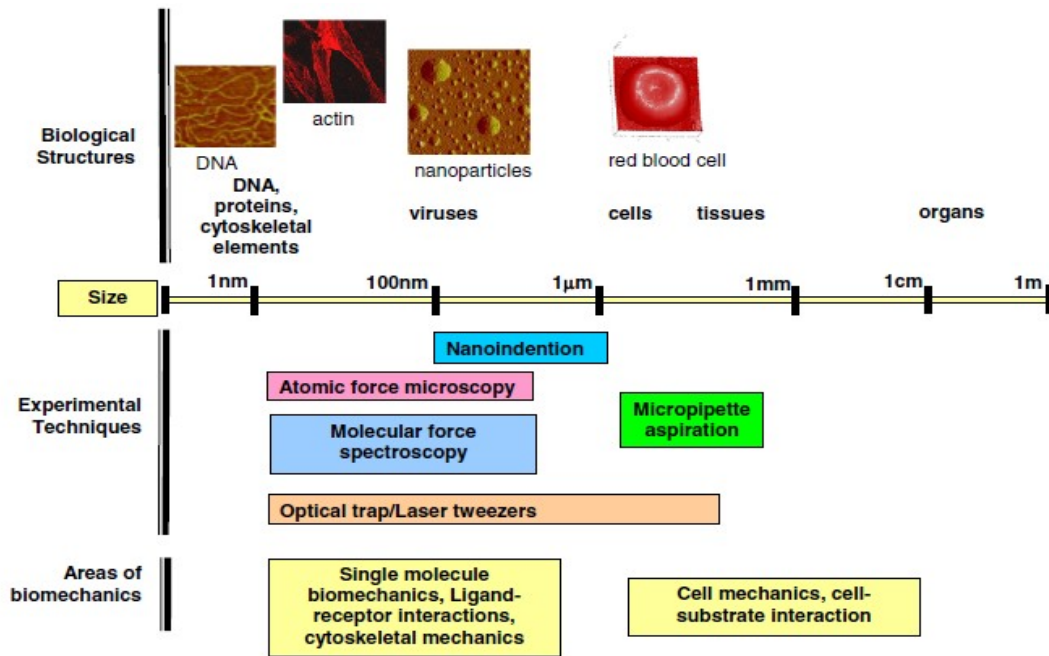 Biological
Structures
DNA
actin
nanoparticles
red blood cell
DNA,
proteins,
cytoskeletal
elements
viruses
cells
tissues
organs
Size
1nm
100nm
1μm
1mm
1cm
1m
Experimental
Techniques
Nanoindention
Atomic force microscopy
Molecular force
spectroscopy
Micropipette
aspiration
Optical trap/Laser tweezers
Areas of
biomechanics
Single molecule
biomechanics, Ligand-
receptor interactions,
cytoskeletal mechanics
Cell mechanics, cell-
substrate interaction